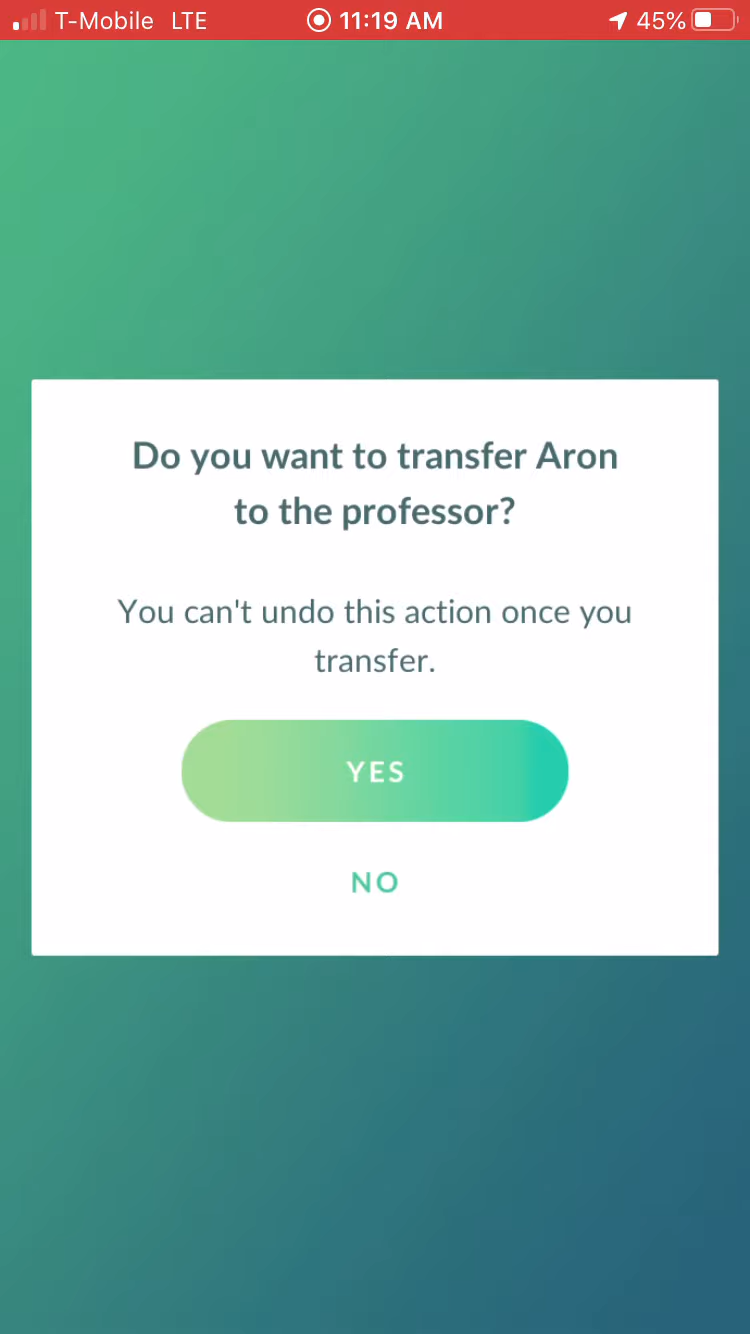 T-Mobile LTE 11:19 AM 45%
Do you want to transfer Aron
to the professor?
You can't undo this action once you
transfer.
YES
NO